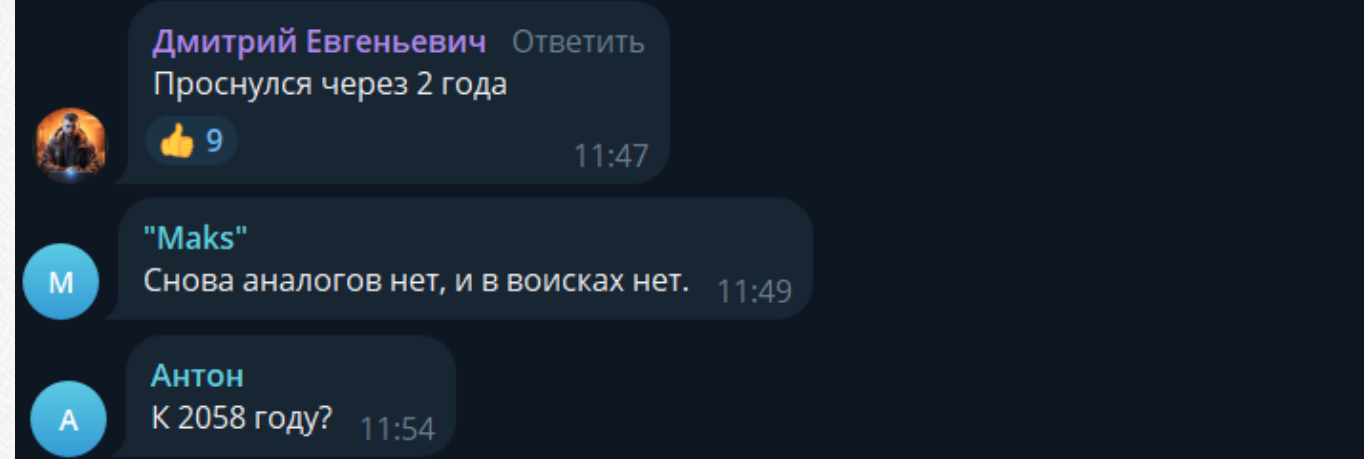 Дмитрий Евгеньевич Ответить
Проснулся через 2 года
👍 9
11:47
"Maks"
М
Снова аналогов нет, и в воисках нет. 11:49
Антон
А
К 2058 году? 11:54